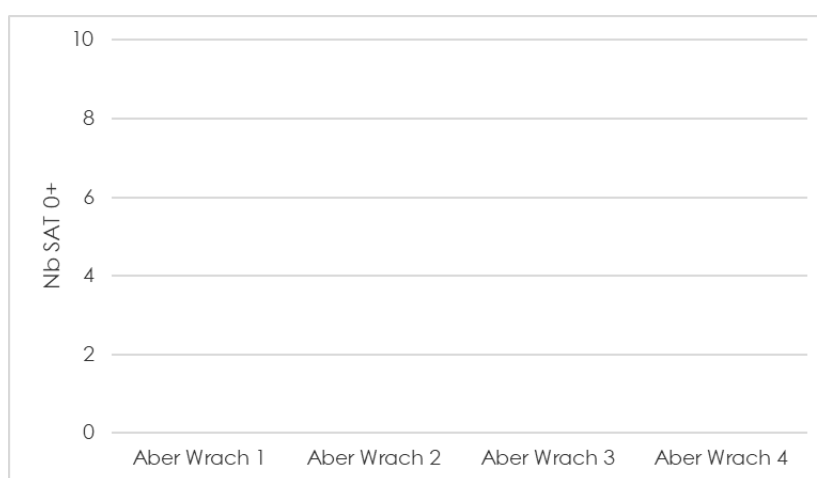 10
8
6
4
2
0
Nb SAT 0+
Aber Wrach 1
Aber Wrach 2
Aber Wrach 3
Aber Wrach 4